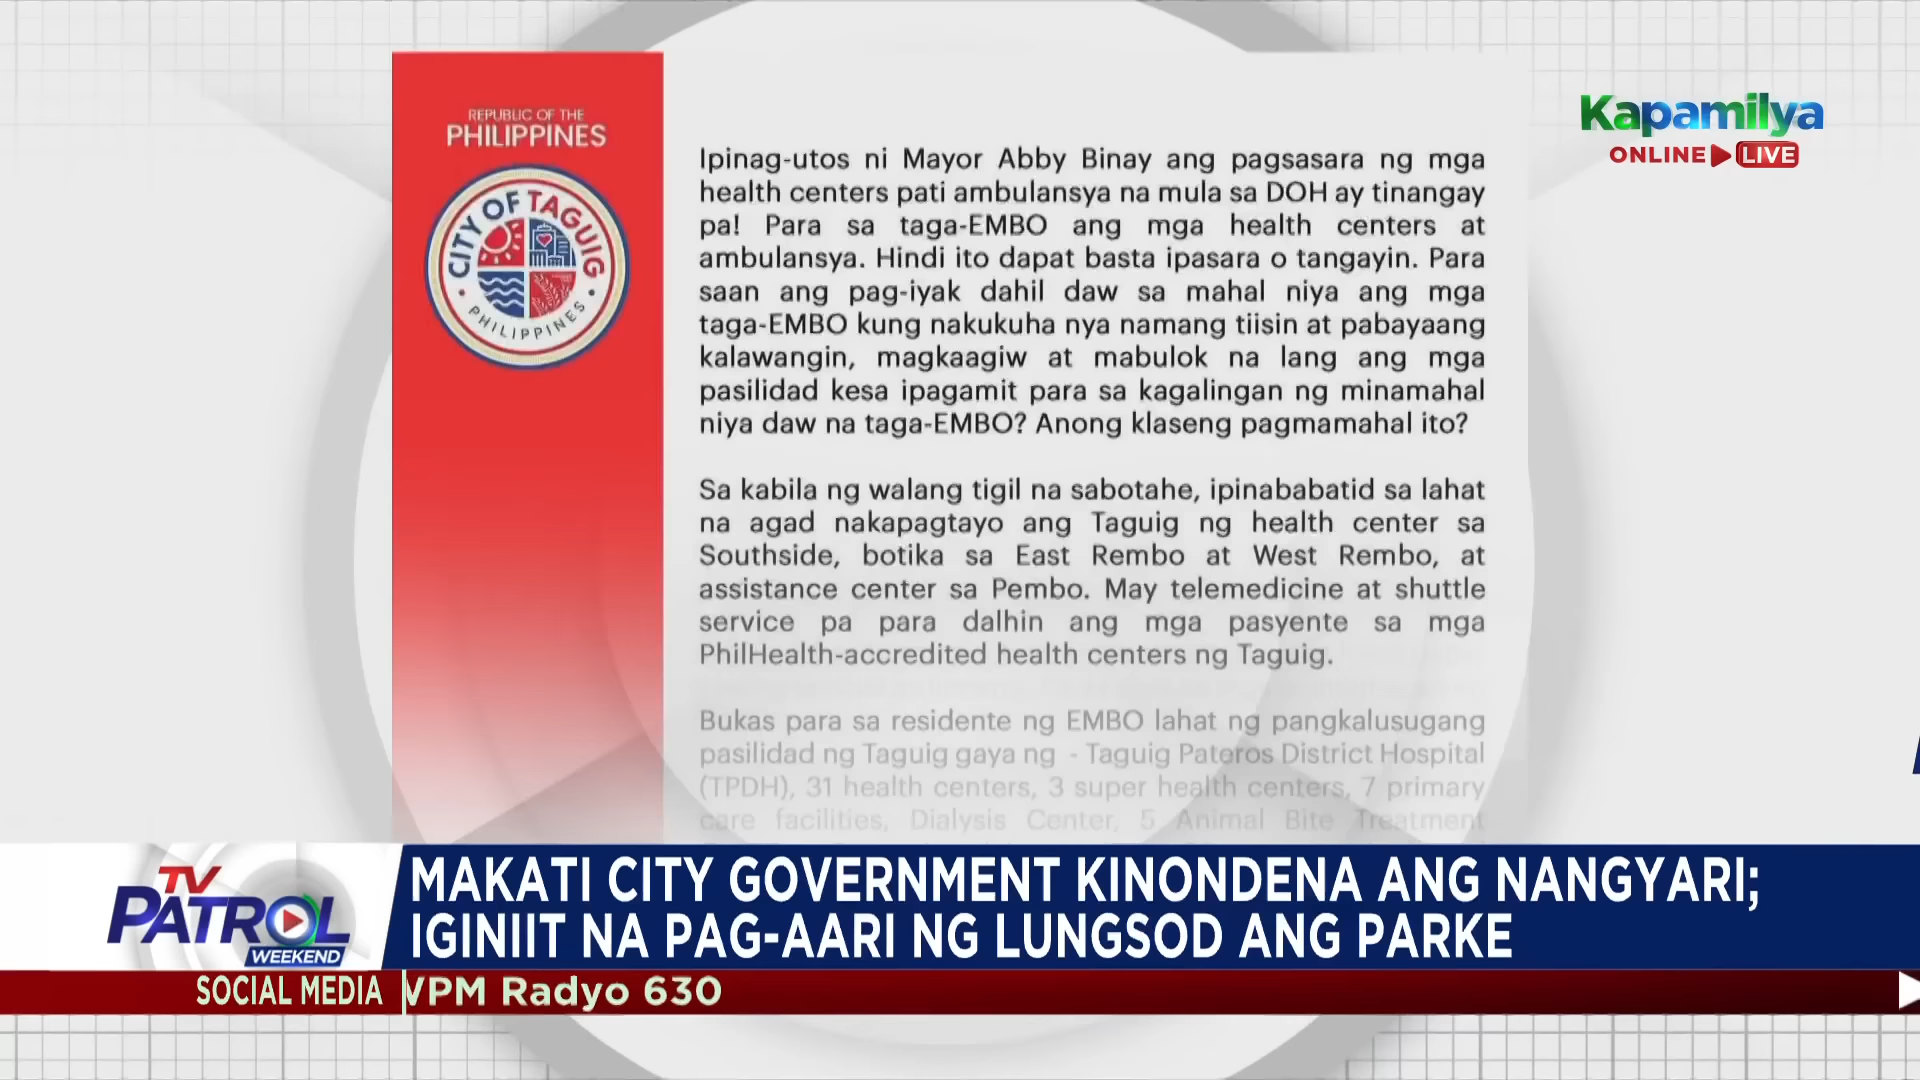 REPUBLIC OF THE
PHILIPPINES
CITY OF TAGUIG
PHILIPPINES
Kapamilya
ONLINE LIVE
Ipinag-utos ni Mayor Abby Binay ang pagsasara ng mga
health centers pati ambulansya na mula sa DOH ay tinangay
pa! Para sa taga-EMBO ang mga health centers at
ambulansya. Hindi ito dapat basta ipasara o tangayin. Para
saan ang pag-iyak dahil daw sa mahal niya ang mga
taga-EMBO kung nakukuha nya namang tiisin at pabayaang
kalawangin, magkaagiw at mabulok na lang ang mga
pasilidad kesa ipagamit para sa kagalingan ng minamahal
niya daw na taga-EMBO? Anong klaseng pagmamahal ito?
Sa kabila ng walang tigil na sabotahe, ipinababatid sa lahat
na agad nakapagtayo ang Taguig ng health center sa
Southside, botika sa East Rembo at West Rembo, at
assistance center sa Pembo. May telemedicine at shuttle
service pa para dalhin ang mga pasyente sa mga
PhilHealth-accredited health centers ng Taguig.
Bukas para sa residente ng EMBO lahat ng pangkalusugang
pasilidad ng Taguig gaya ng - Taguig Pateros District Hospital
(TPDH), 31 health centers, 3 super health centers, 7 primary
care facilities, Dialysis Center, 5 Animal Bite Treatment
TV
PATROL
WEEKEND
MAKATI CITY GOVERNMENT KINONDENA ANG NANGYARI;
IGINIIT NA PAG-AARI NG LUNGSOD ANG PARKE
SOCIAL MEDIA
WPM Radyo 630